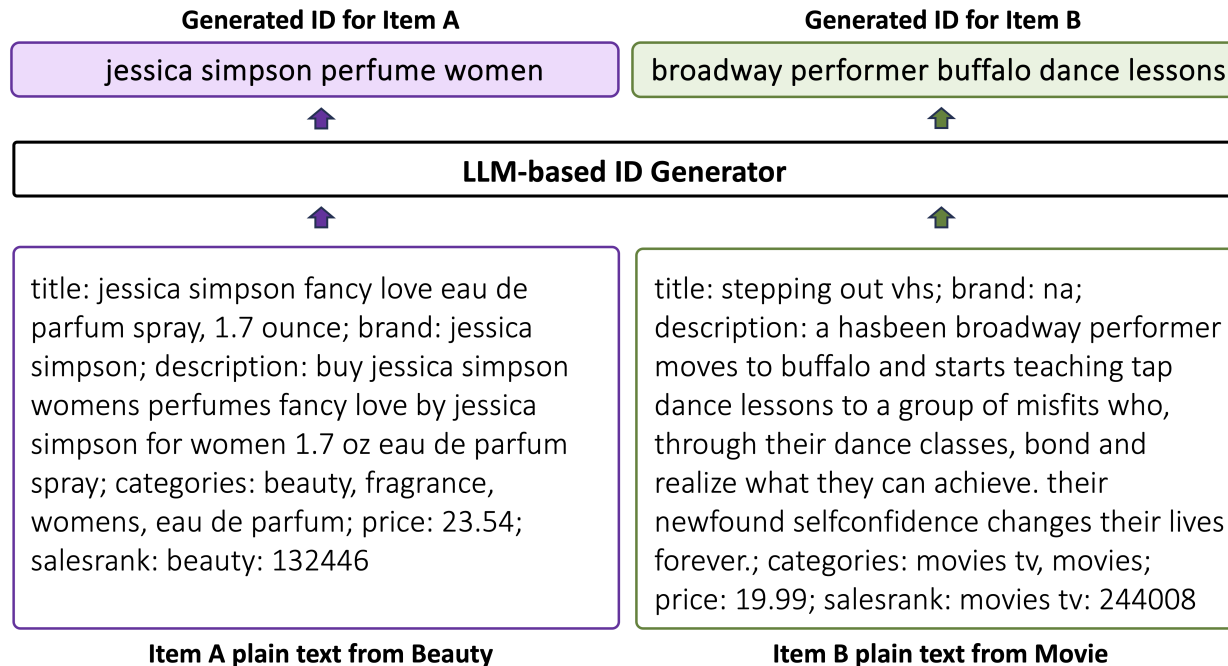 Generated ID for Item A
Generated ID for Item B
jessica simpson perfume women
broadway performer buffalo dance lessons
LLM-based ID Generator
title: jessica simpson fancy love eau de
parfum spray, 1.7 ounce; brand: jessica
simpson; description: buy jessica simpson
womens perfumes fancy love by jessica
simpson for women 1.7 oz eau de parfum
spray; categories: beauty, fragrance,
womens, eau de parfum; price: 23.54;
salesrank: beauty: 132446
title: stepping out vhs; brand: na;
description: a hasbeen broadway performer
moves to buffalo and starts teaching tap
dance lessons to a group of misfits who,
through their dance classes, bond and
realize what they can achieve. their
newfound selfconfidence changes their lives
forever.; categories: movies tv, movies;
price: 19.99; salesrank: movies tv: 244008
Item A plain text from Beauty
Item B plain text from Movie